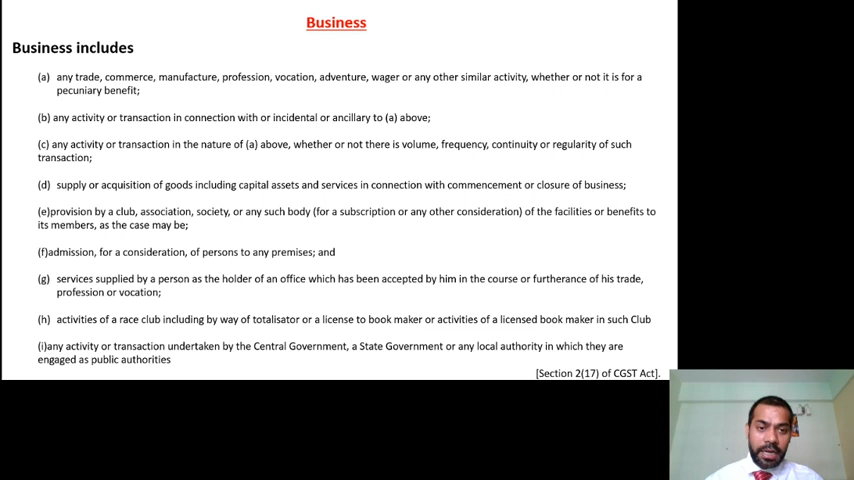 Business
Business includes
(a) any trade, commerce, manufacture, profession, vocation, adventure, wager or any other similar activity, whether or not it is for a
pecuniary benefit;
(b) any activity or transaction in connection with or incidental or ancillary to (a) above;
(c) any activity or transaction in the nature of (a) above, whether or not there is volume, frequency, continuity or regularity of such
transaction;
(d) supply or acquisition of goods including capital assets and services in connection with commencement or closure of business;
(e)provision by a club, association, society, or any such body (for a subscription or any other consideration) of the facilities or benefits to
its members, as the case may be;
(f)admission, for a consideration, of persons to any premises; and
(g) services supplied by a person as the holder of an office which has been accepted by him in the course or furtherance of his trade,
profession or vocation;
(h) activities of a race club including by way of totalisator or a license to book maker or activities of a licensed book maker in such Club
(i)any activity or transaction undertaken by the Central Government, a State Government or any local authority in which they are
engaged as public authorities
[Section 2(17) of CGST Act].